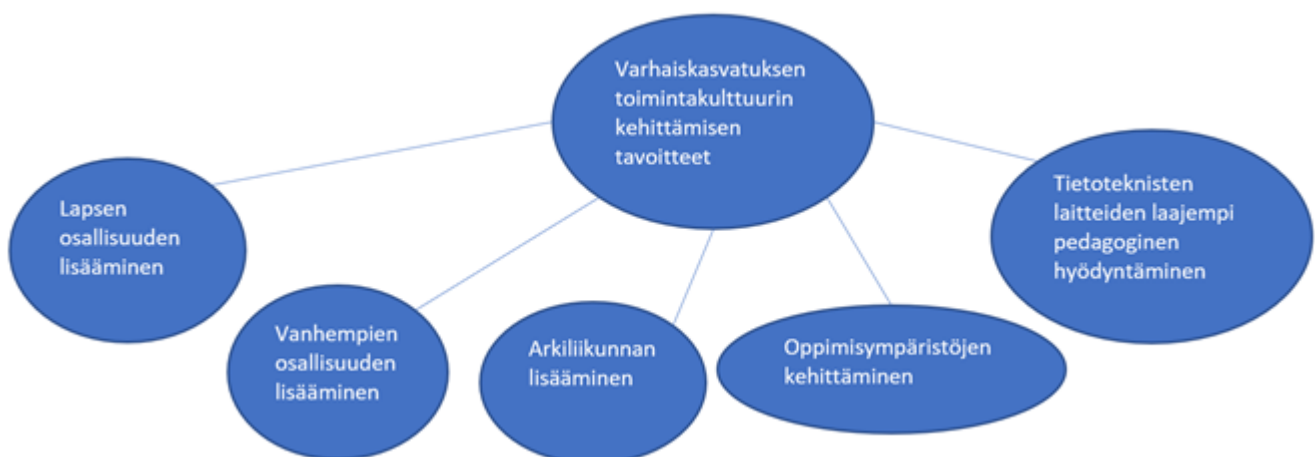 Varhaiskasvatuksen
toimintakulttuurin
kehittämisen
tavoitteet
Lapsen
osallisuuden
lisääminen
Vanhempien
osallisuuden
lisääminen
Arkiliikunnan
lisääminen
Oppimisympäristöjen
kehittäminen
Tietoteknisten
laitteiden laajempi
pedagoginen
hyödyntäminen